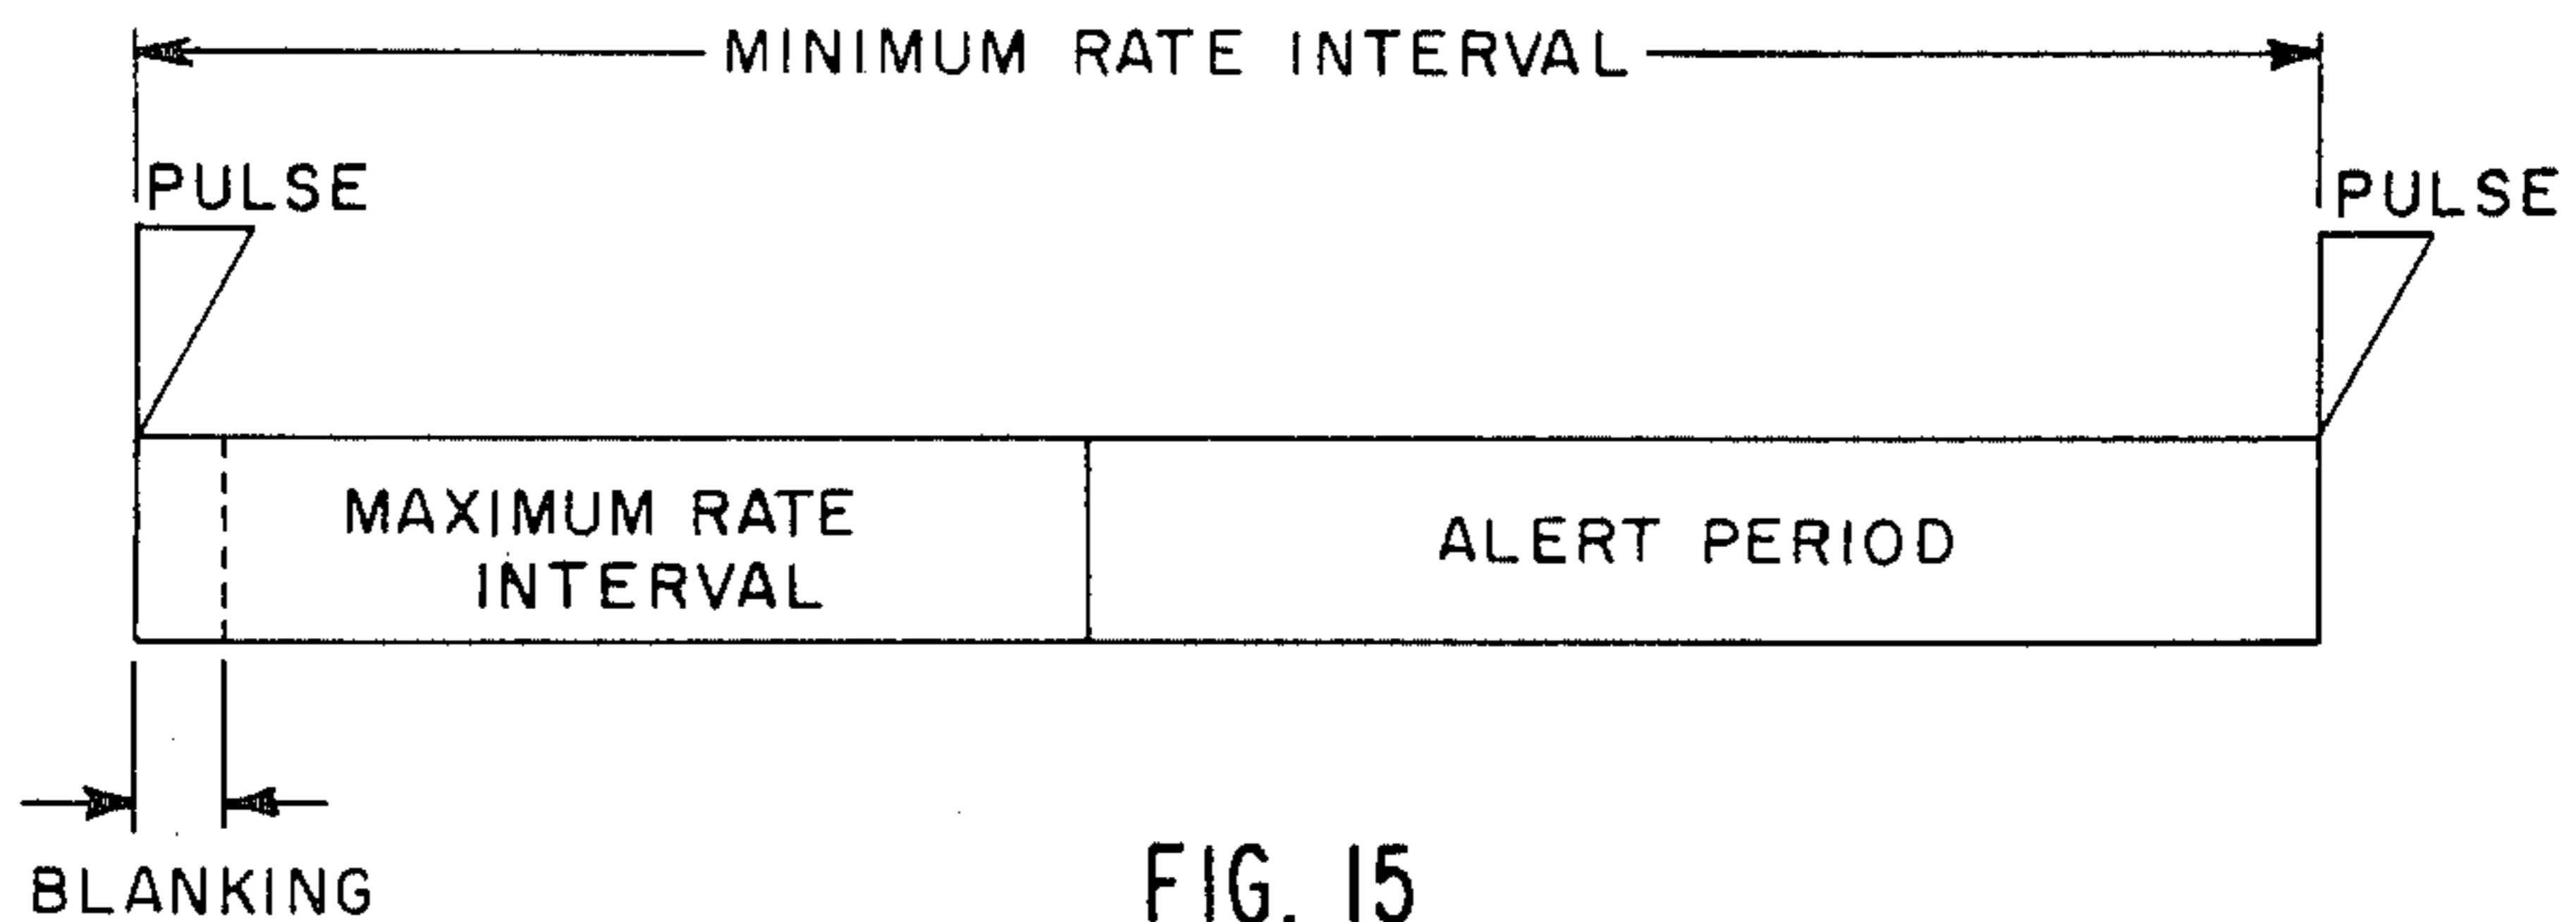 MINIMUM RATE INTERVAL
PULSE
PULSE
MAXIMUM RATE
INTERVAL
ALERT PERIOD
BLANKING
FIG. 15